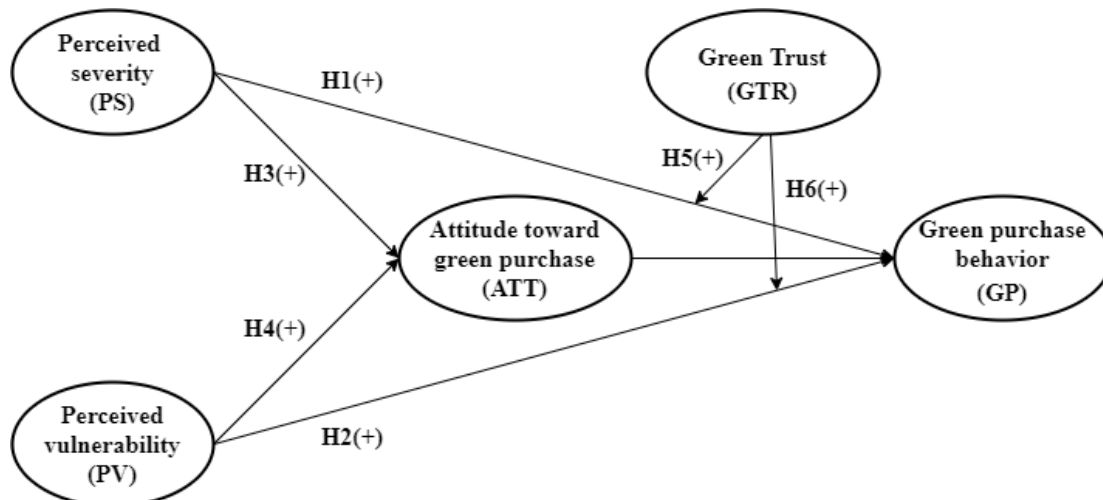 Perceived
severity
(PS)
Green Trust
(GTR)
H1(+)
H3(+)
H5(+)
H6(+)
Attitude toward
green purchase
(ATT)
Green purchase
behavior
(GP)
H4(+)
H2(+)
Perceived
vulnerability
(PV)